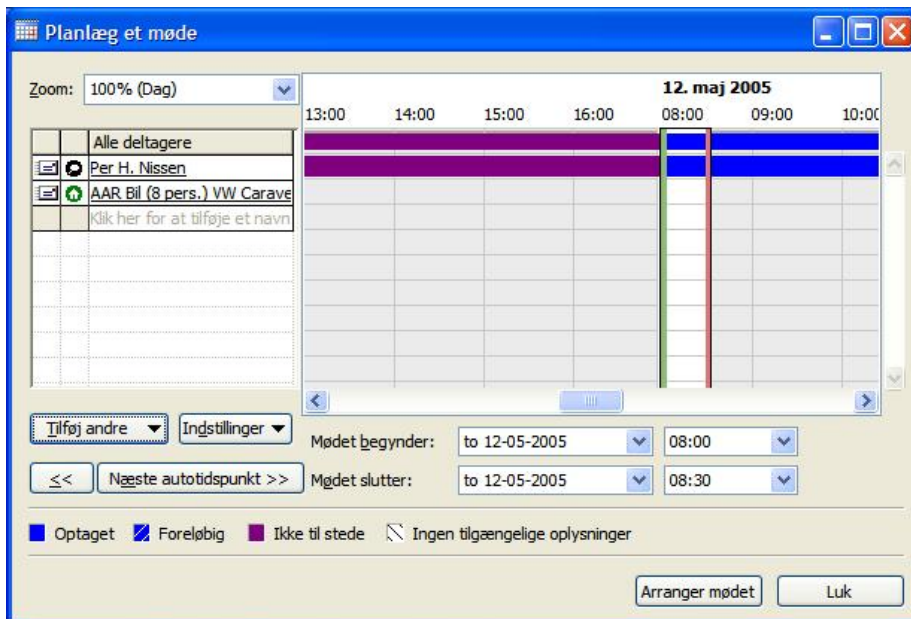 Planlæg et møde
Zoom: 100% (Dag)
12. maj 2005
13:00 14:00 15:00 16:00 08:00 09:00 10:00
Alle deltagere
Per H. Nissen
AAR Bil (8 pers.) VW Carave
Klik her for at tilføje et navn
Tilføj andre Indstillinger
<< Næste autotidspunkt >>
Mødet begynder: to 12-05-2005 08:00
Mødet slutter: to 12-05-2005 08:30
Optaget Foreløbig Ikke til stede Ingen tilgængelige oplysninger
Arranger mødet Luk